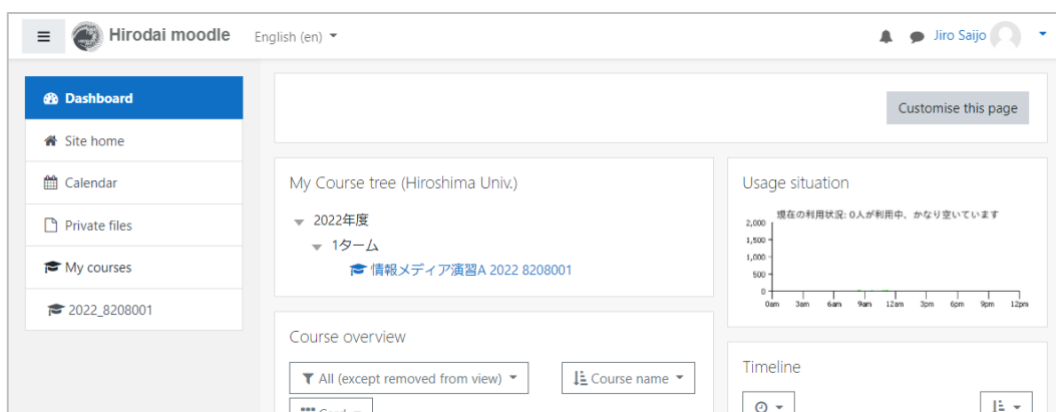 Hirodai moodle English (en)
Jiro Saijo
Dashboard
Site home
Calendar
Private files
My courses
2022_8208001
Customise this page
My Course tree (Hiroshima Univ.)
2022年度
1ターム
情報メディア演習A 2022 8208001
Course overview
All (except removed from view)
Course name
Usage situation
現在の利用状況: 0人が利用中、かなり空いています
2,000
1,500
1,000
500
0
0am 3am 6am 9am 12am 3pm 6pm 9pm 12pm
Timeline